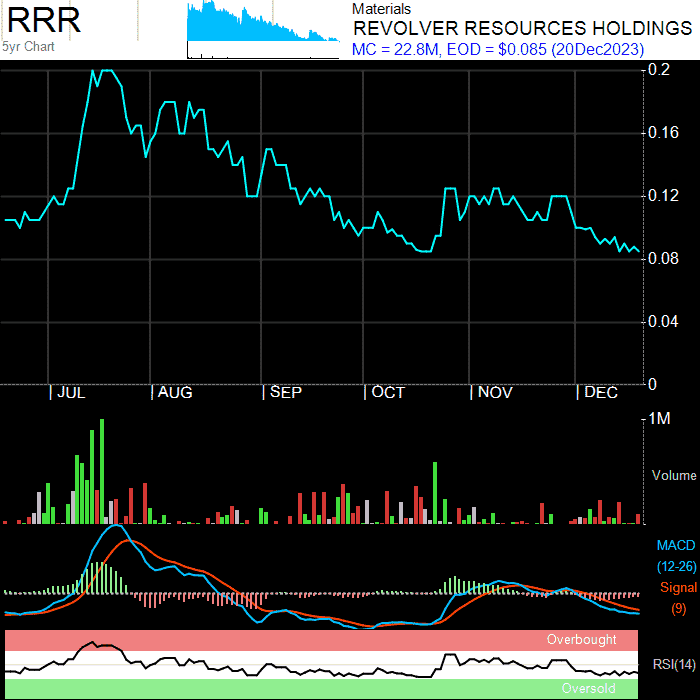 RRR
5yr Chart
Materials
REVOLVER RESOURCES HOLDINGS
MC = 22.8M, EOD = $0.085 (20Dec2023)
0.2
0.16
0.12
0.08
0.04
0
JUL AUG SEP OCT NOV DEC
1M
Volume
MACD
(12-26)
Signal
(9)
Overbought
RSI(14)
Oversold